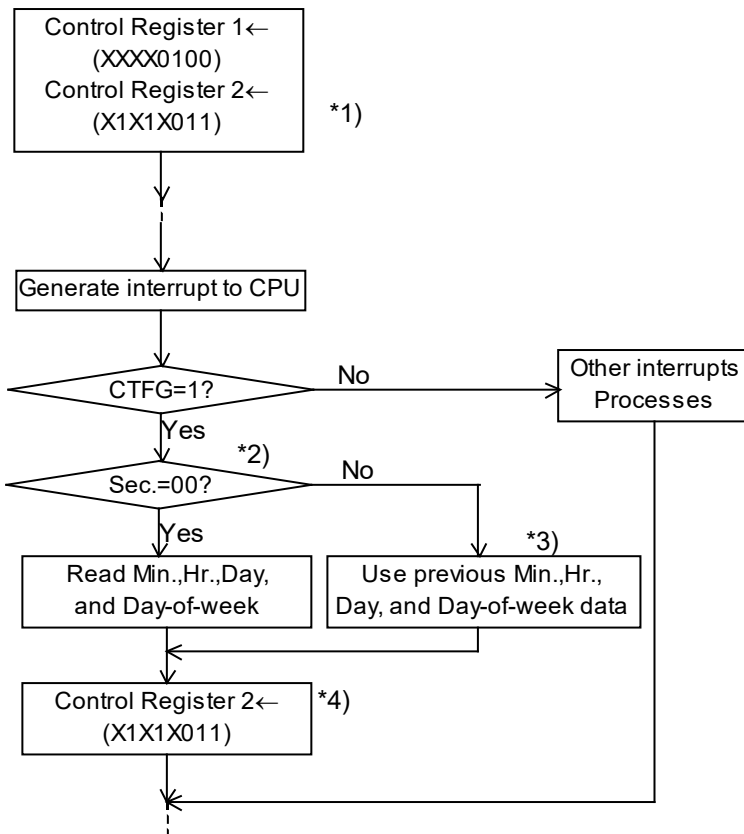 Control Register 1←
(XXXX0100)
Control Register 2←
(X1X1X011)
*1)
Generate interrupt to CPU
CTFG=1?
No
Other interrupts
Processes
Yes
*2)
Sec.=00?
No
Yes
*3)
Read Min.,Hr.,Day,
and Day-of-week
Use previous Min.,Hr.,
Day, and Day-of-week data
Control Register 2←
(X1X1X011)
*4)